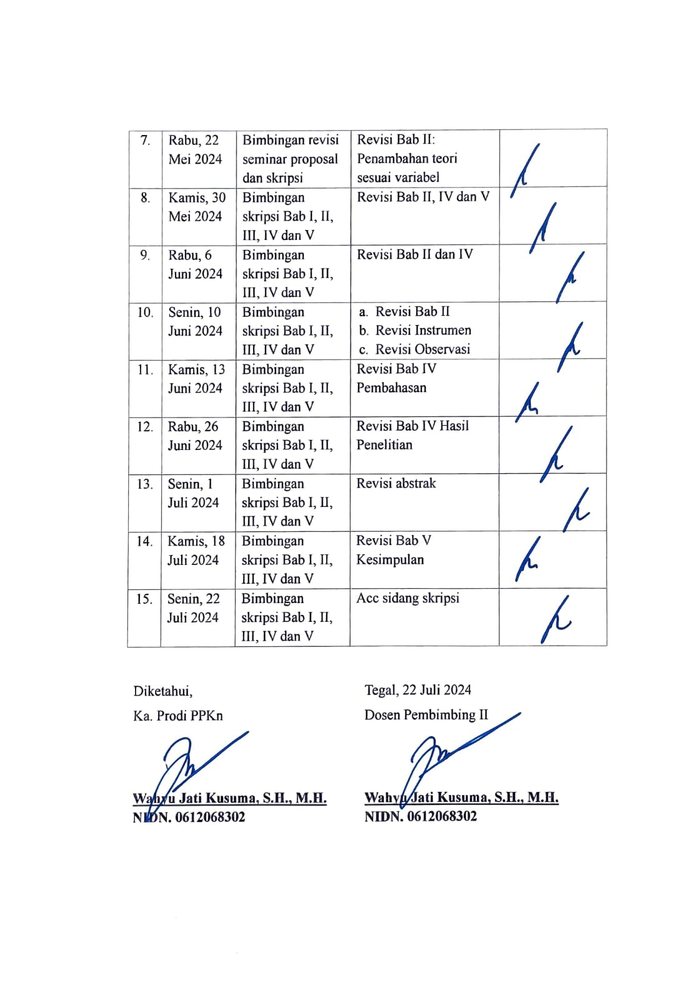 7. Rabu, 22 Bimbingan revisi Revisi Bab II:
Mei 2024 seminar proposal Penambahan teori
dan skripsi sesuai variabel
8. Kamis, 30 Bimbingan Revisi Bab II, IV dan V
Mei 2024 skripsi Bab I, II,
III, IV dan V
9. Rabu, 6 Bimbingan Revisi Bab II dan IV
Juni 2024 skripsi Bab I, II,
III, IV dan V
10. Senin, 10 Bimbingan a. Revisi Bab II
Juni 2024 skripsi Bab I, II, b. Revisi Instrumen
III, IV dan V c. Revisi Observasi
11. Kamis, 13 Bimbingan Revisi Bab IV
Juni 2024 skripsi Bab I, II, Pembahasan
III, IV dan V
12. Rabu, 26 Bimbingan Revisi Bab IV Hasil
Juni 2024 skripsi Bab I, II, Penelitian
III, IV dan V
13. Senin, 1 Bimbingan Revisi abstrak
Juli 2024 skripsi Bab I, II,
III, IV dan V
14. Kamis, 18 Bimbingan Revisi Bab V
Juli 2024 skripsi Bab I, II, Kesimpulan
III, IV dan V
15. Senin, 22 Bimbingan Acc sidang skripsi
Juli 2024 skripsi Bab I, II,
III, IV dan V
Diketahui, Tegal, 22 Juli 2024
Ka. Prodi PPKn Dosen Pembimbing II
Wahyu Jati Kusuma, S.H., M.H. Wahyu Jati Kusuma, S.H., M.H.
NIDN. 0612068302 NIDN. 0612068302